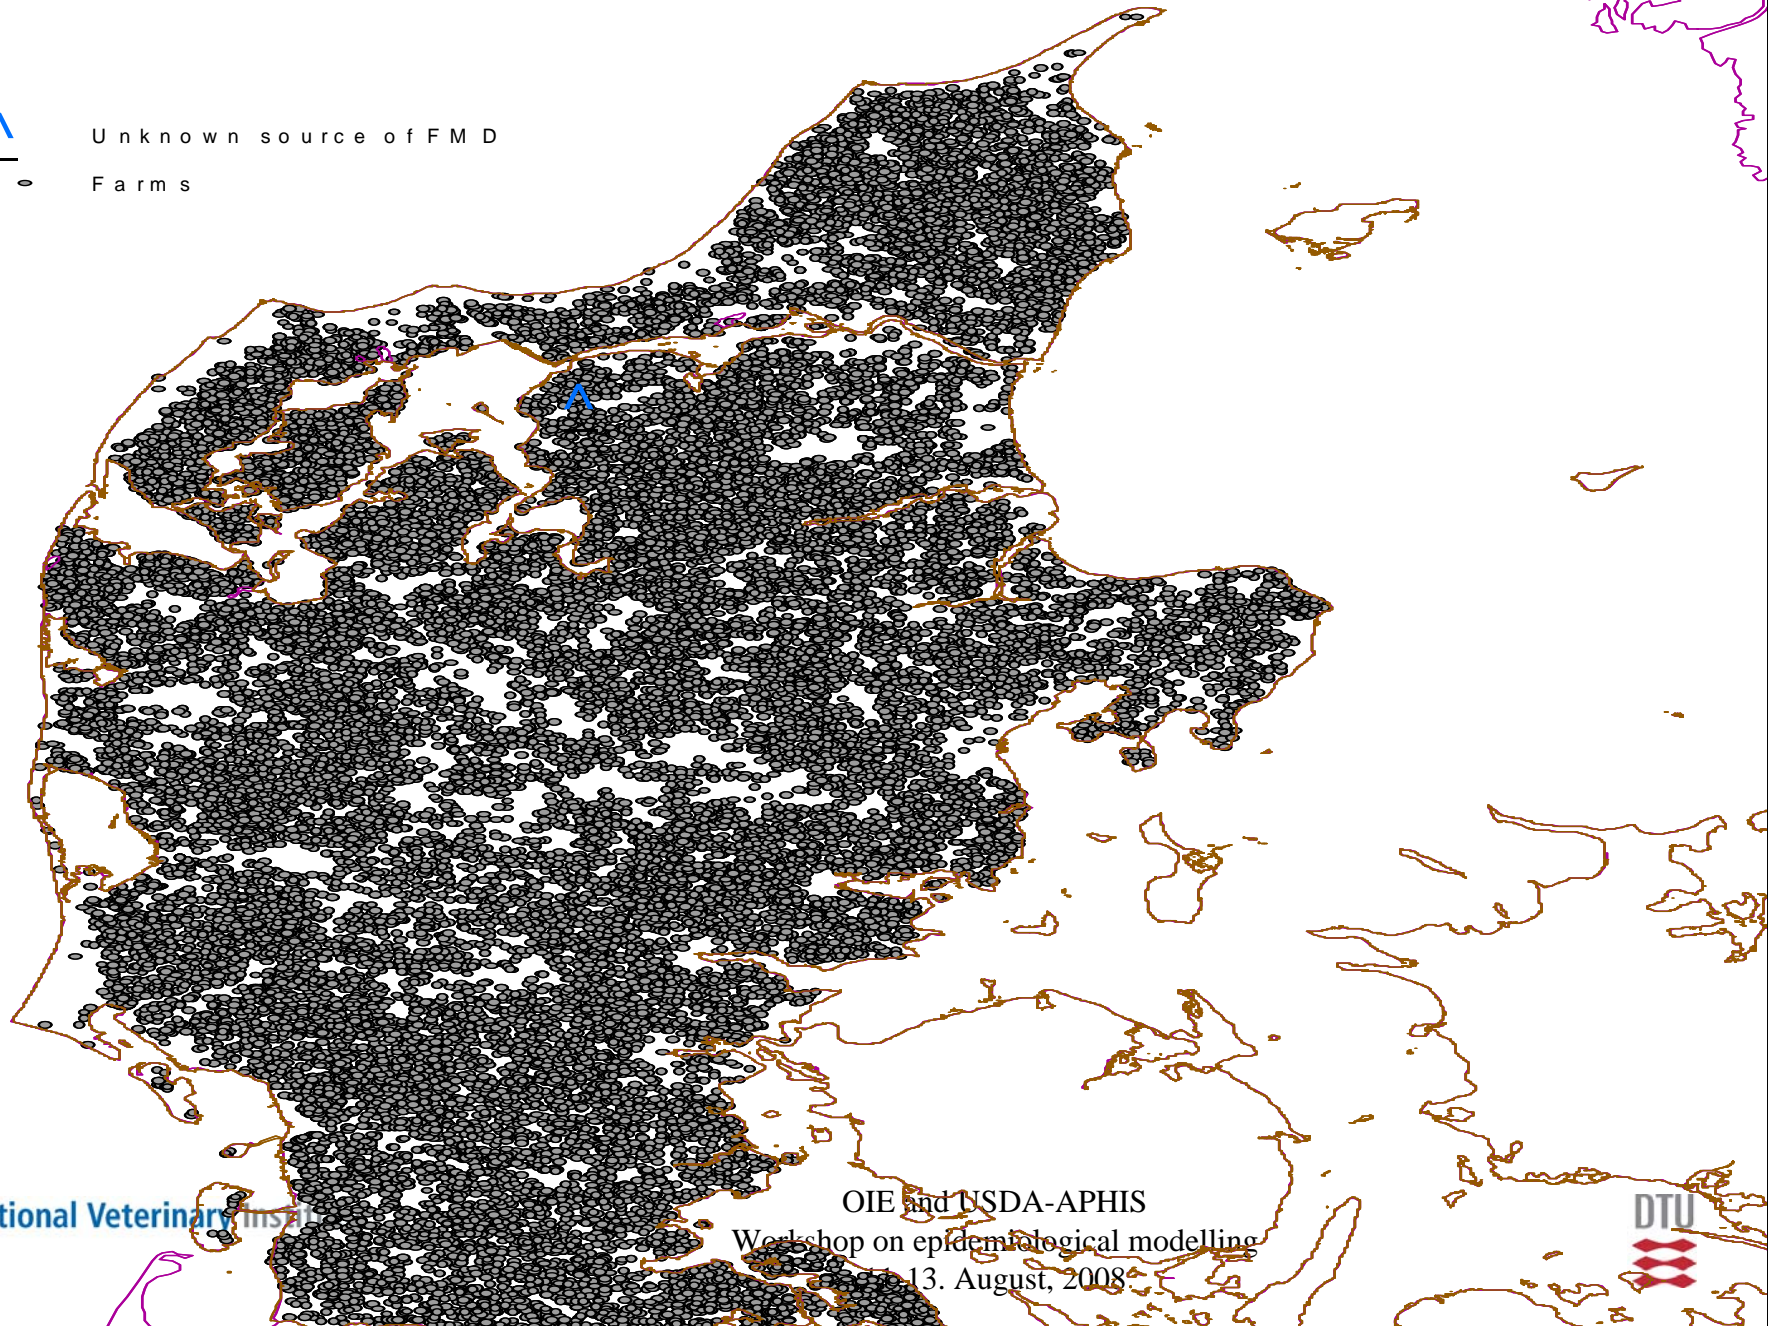 Unknown source of FMD
Farms
tional Veterinary Instit
OIE and USDA-APHIS
Workshop on epidemiological modelling
13. August, 2008.
DTU